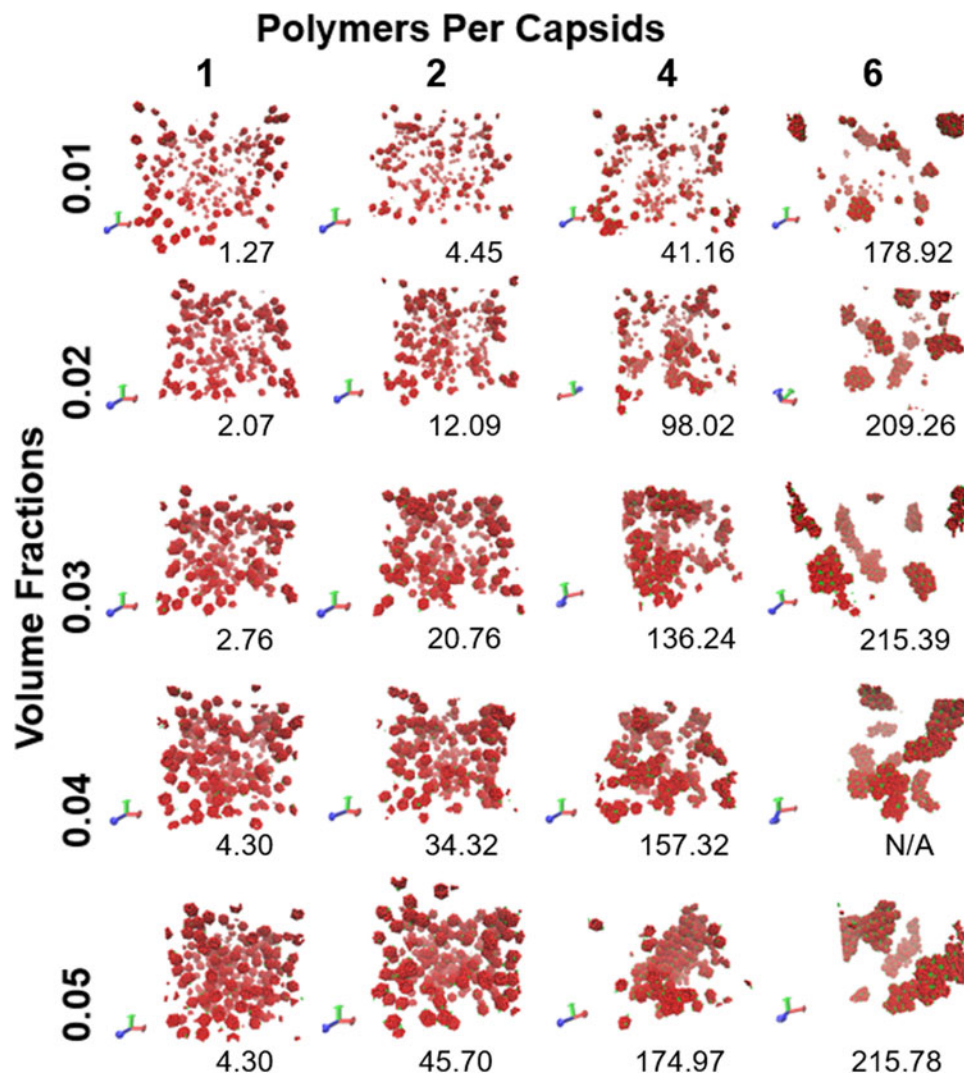 Polymers Per Capsids
1 2 4 6
Volume Fractions
0.01
1.27 4.45 41.16 178.92
0.02
2.07 12.09 98.02 209.26
0.03
2.76 20.76 136.24 215.39
0.04
4.30 34.32 157.32 N/A
0.05
4.30 45.70 174.97 215.78